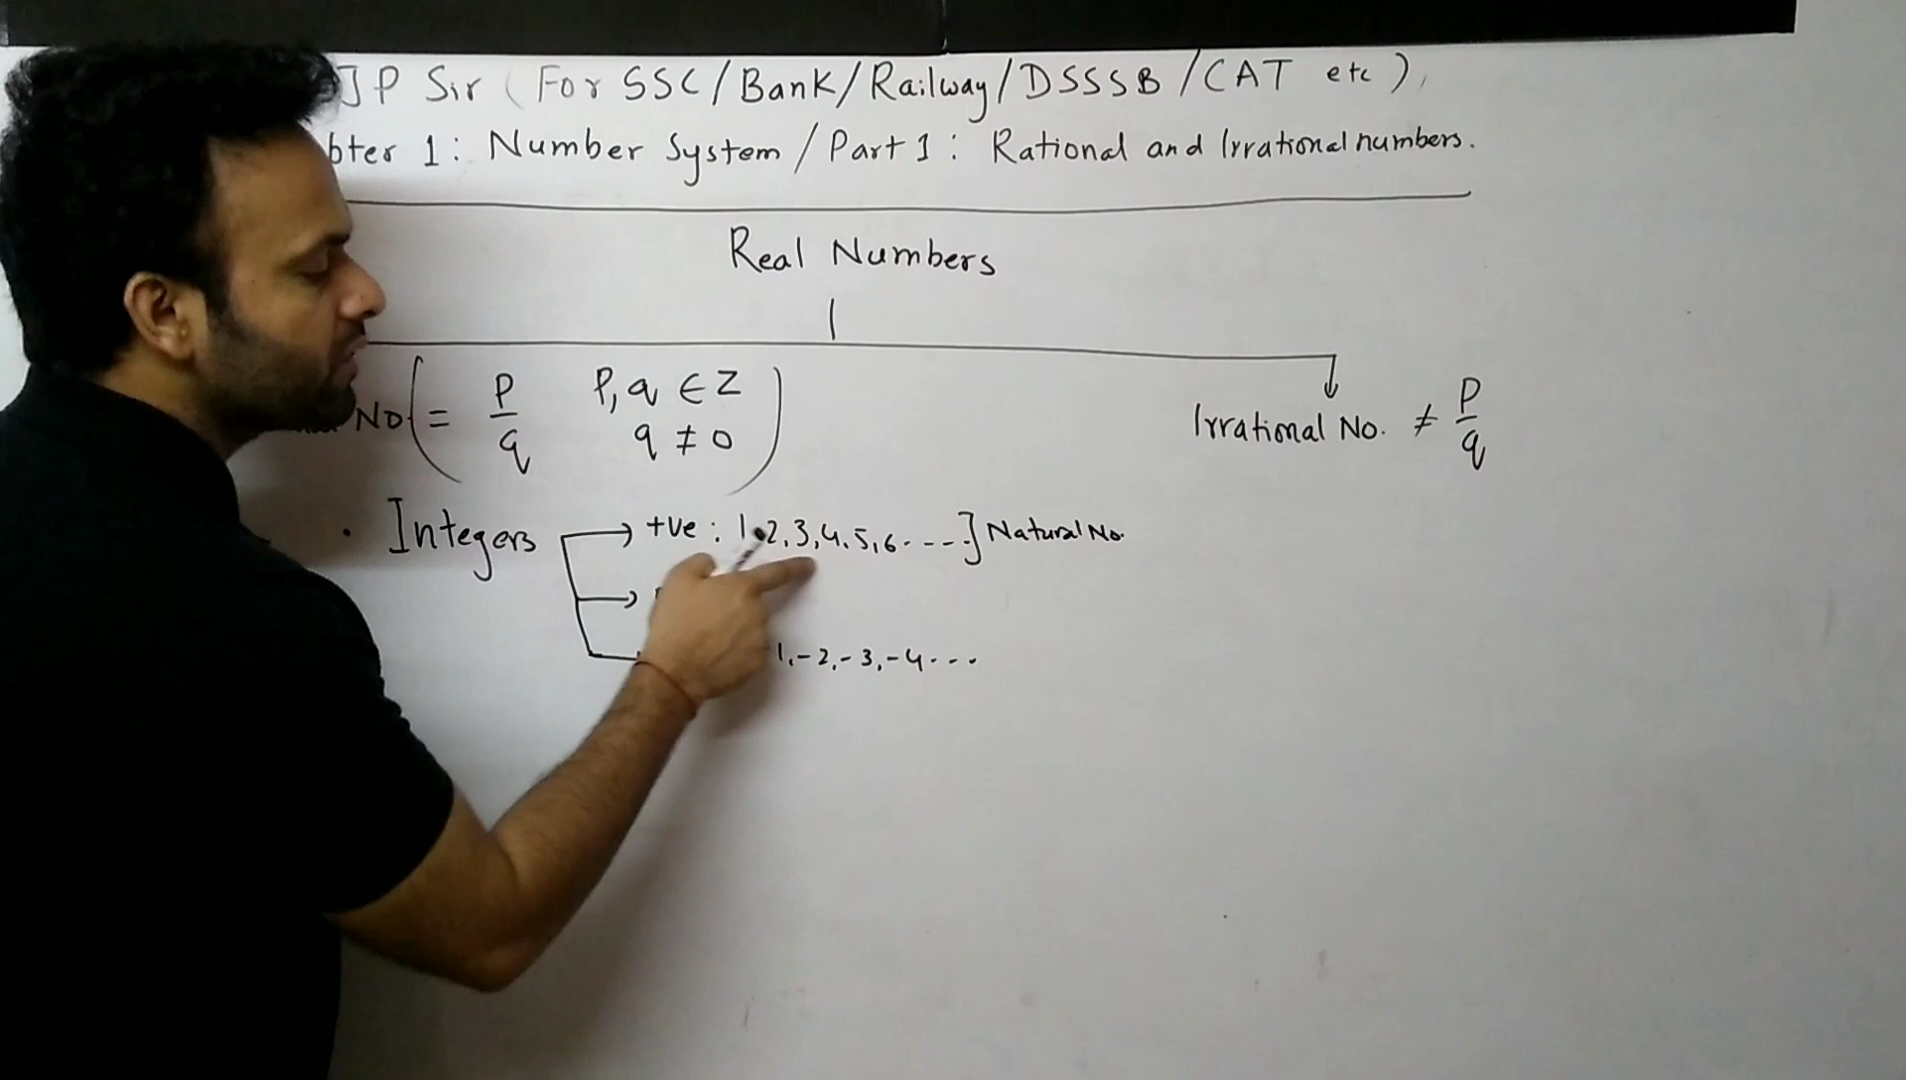 JP Sir (For SSC/Bank/Railway/DSSSB/CAT etc),
1: Number System / Part 1: Rational and Irrational numbers.
Real Numbers
No. ( = p/q p, q ∈ Z q ≠ 0 )
Irrational No. ≠ p/q
· Integers
+ve : 1, 2, 3, 4, 5, 6 - - - - ] Natural No.
1, -2, -3, -4 - - -